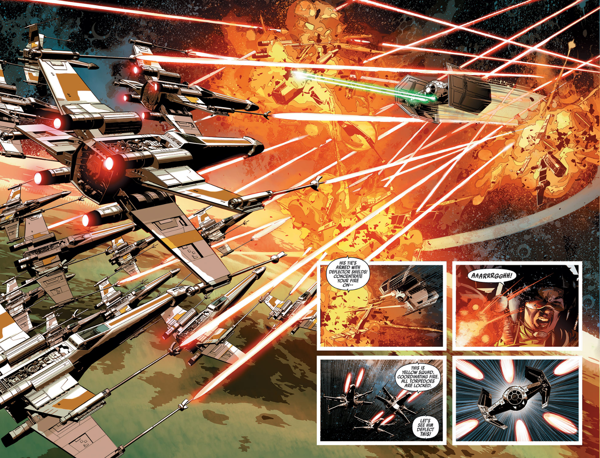 HIS TIE'S
ARMED WITH
DEFLECTOR SHIELDS!
CONCENTRATE
YOUR FIRE
ON--
AAARRRGGHH!
THIS IS
YELLOW SQUAD,
COORDINATING FIRE.
ALL TORPEDOES
ARE LOCKED.
LET'S
SEE HIM
DEFLECT
THIS!